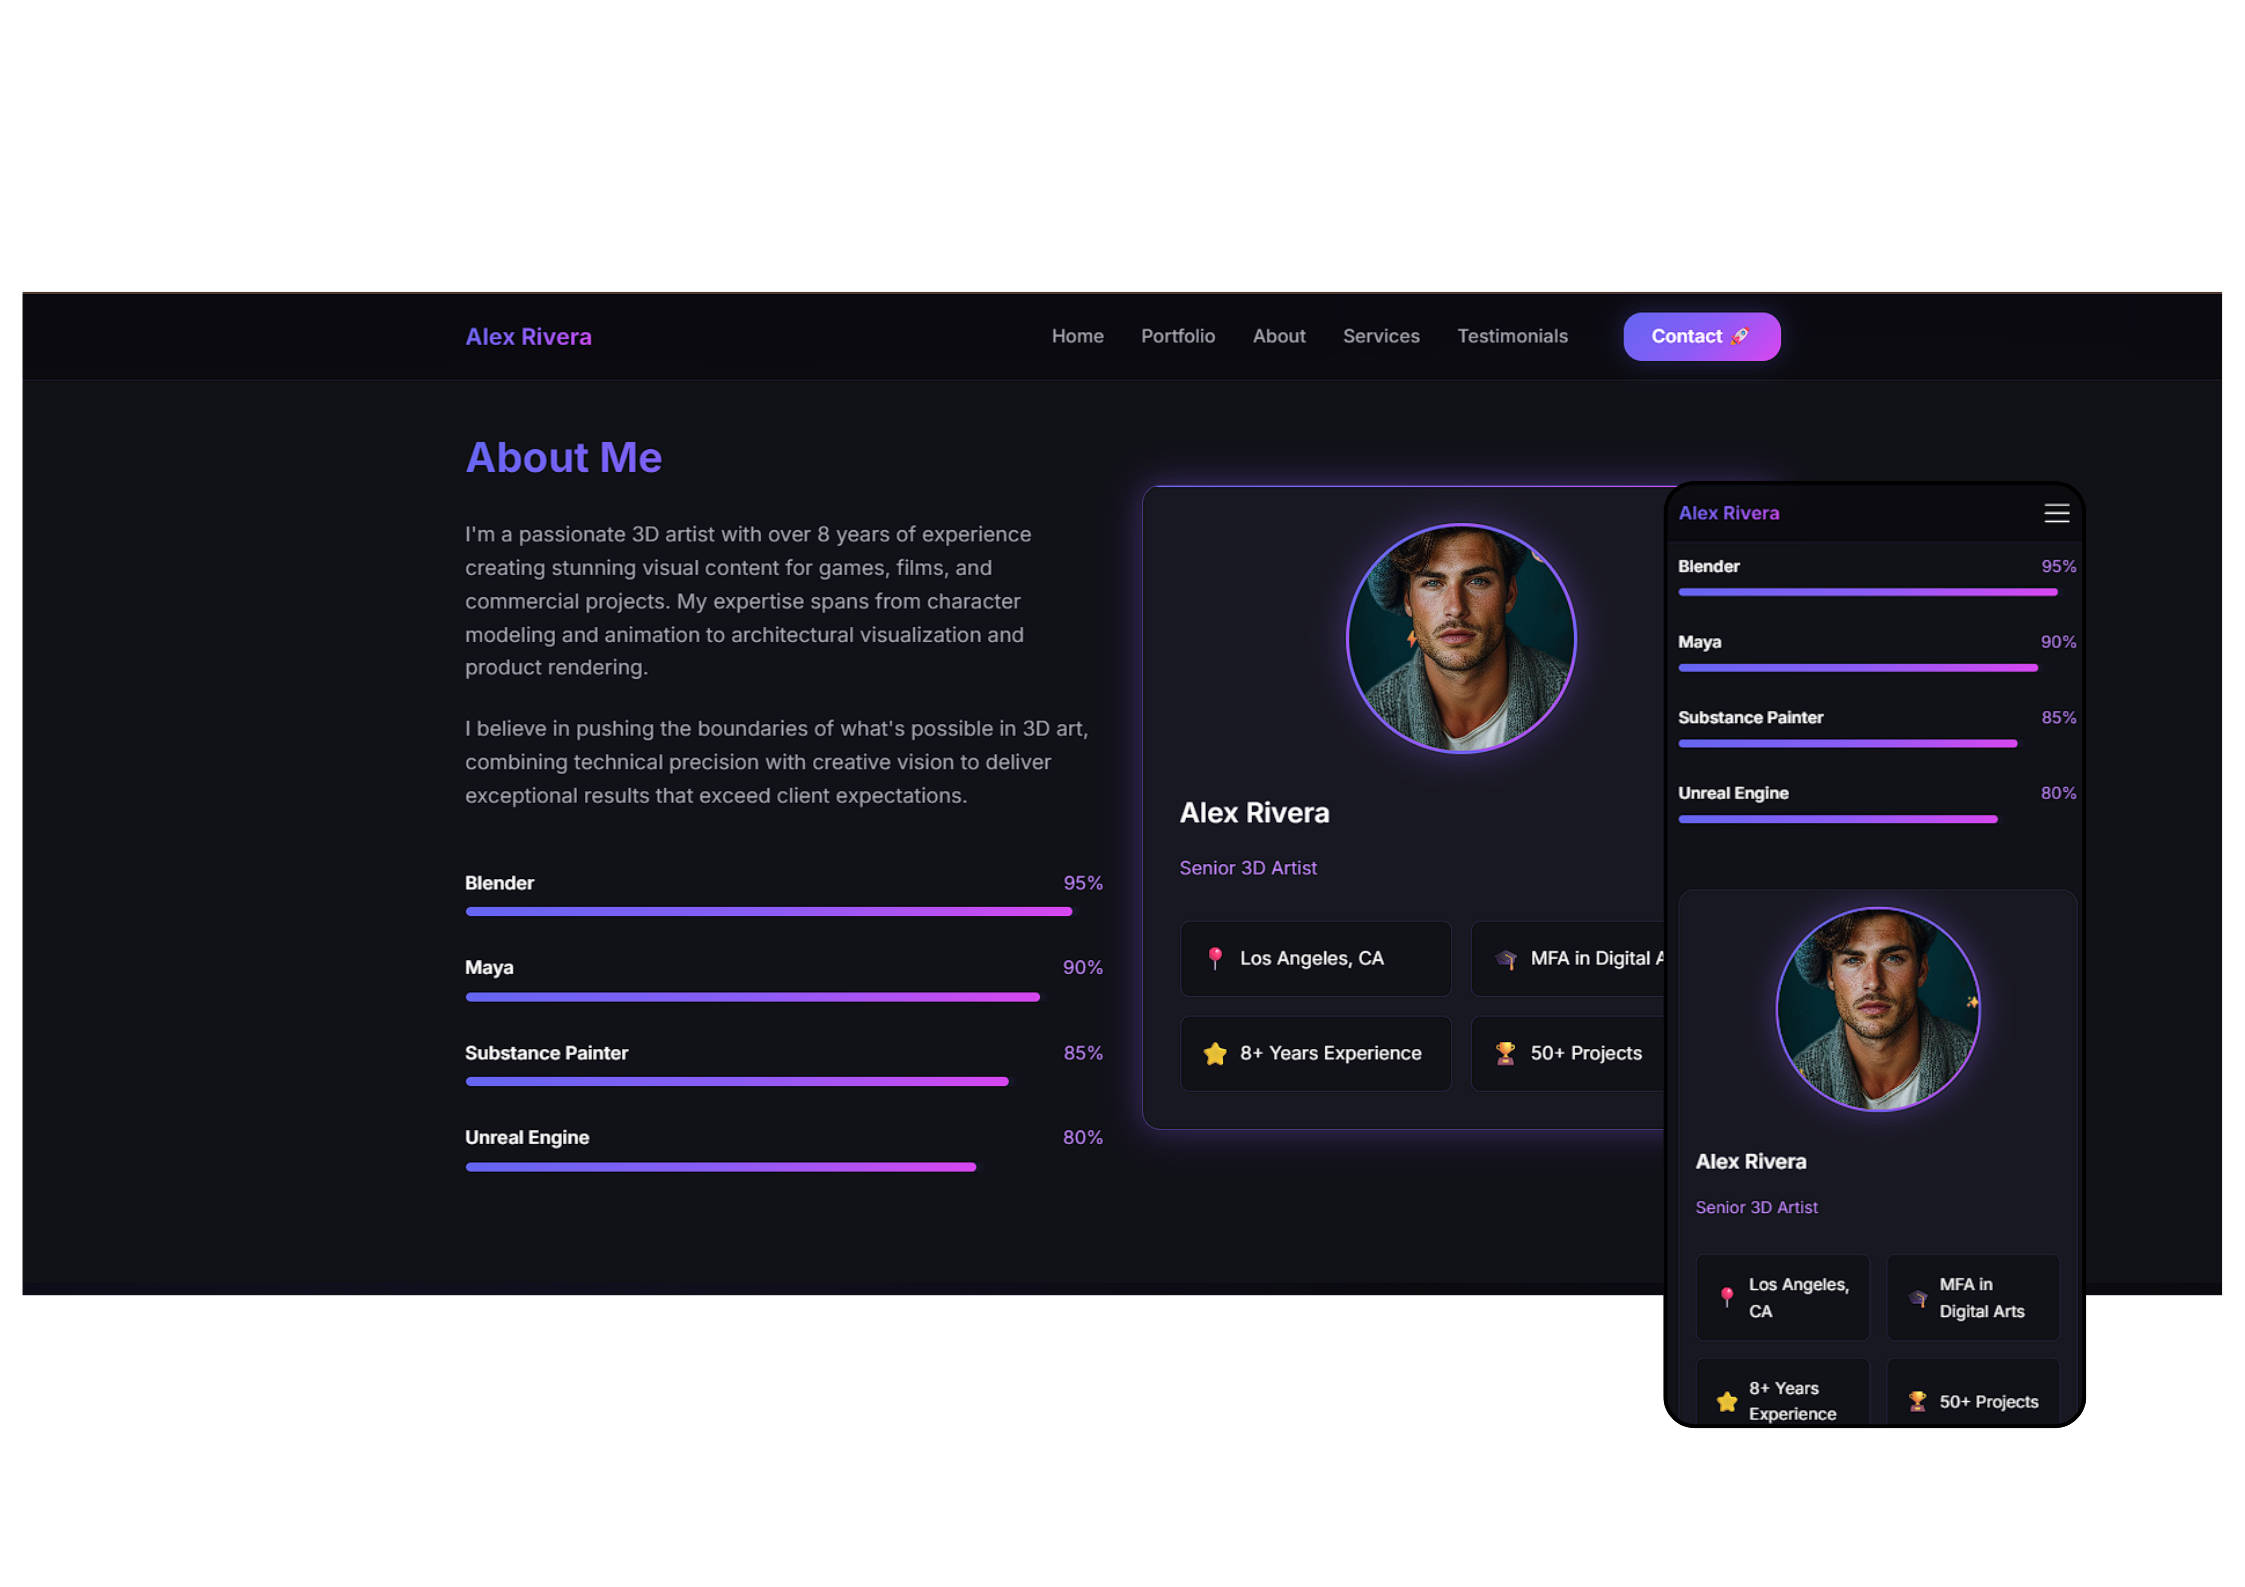 Alex Rivera
Home
Portfolio
About
Services
Testimonials
Contact 🚀
About Me
I'm a passionate 3D artist with over 8 years of experience
creating stunning visual content for games, films, and
commercial projects. My expertise spans from character
modeling and animation to architectural visualization and
product rendering.
I believe in pushing the boundaries of what's possible in 3D art,
combining technical precision with creative vision to deliver
exceptional results that exceed client expectations.
Blender 95%
Maya 90%
Substance Painter 85%
Unreal Engine 80%
Alex Rivera
Senior 3D Artist
📍 Los Angeles, CA
🎓 MFA in Digital A
⭐ 8+ Years Experience
🏆 50+ Projects
Alex Rivera
Blender 95%
Maya 90%
Substance Painter 85%
Unreal Engine 80%
Alex Rivera
Senior 3D Artist
📍 Los Angeles,
CA
🎓 MFA in
Digital Arts
⭐ 8+ Years
Experience
🏆 50+ Projects